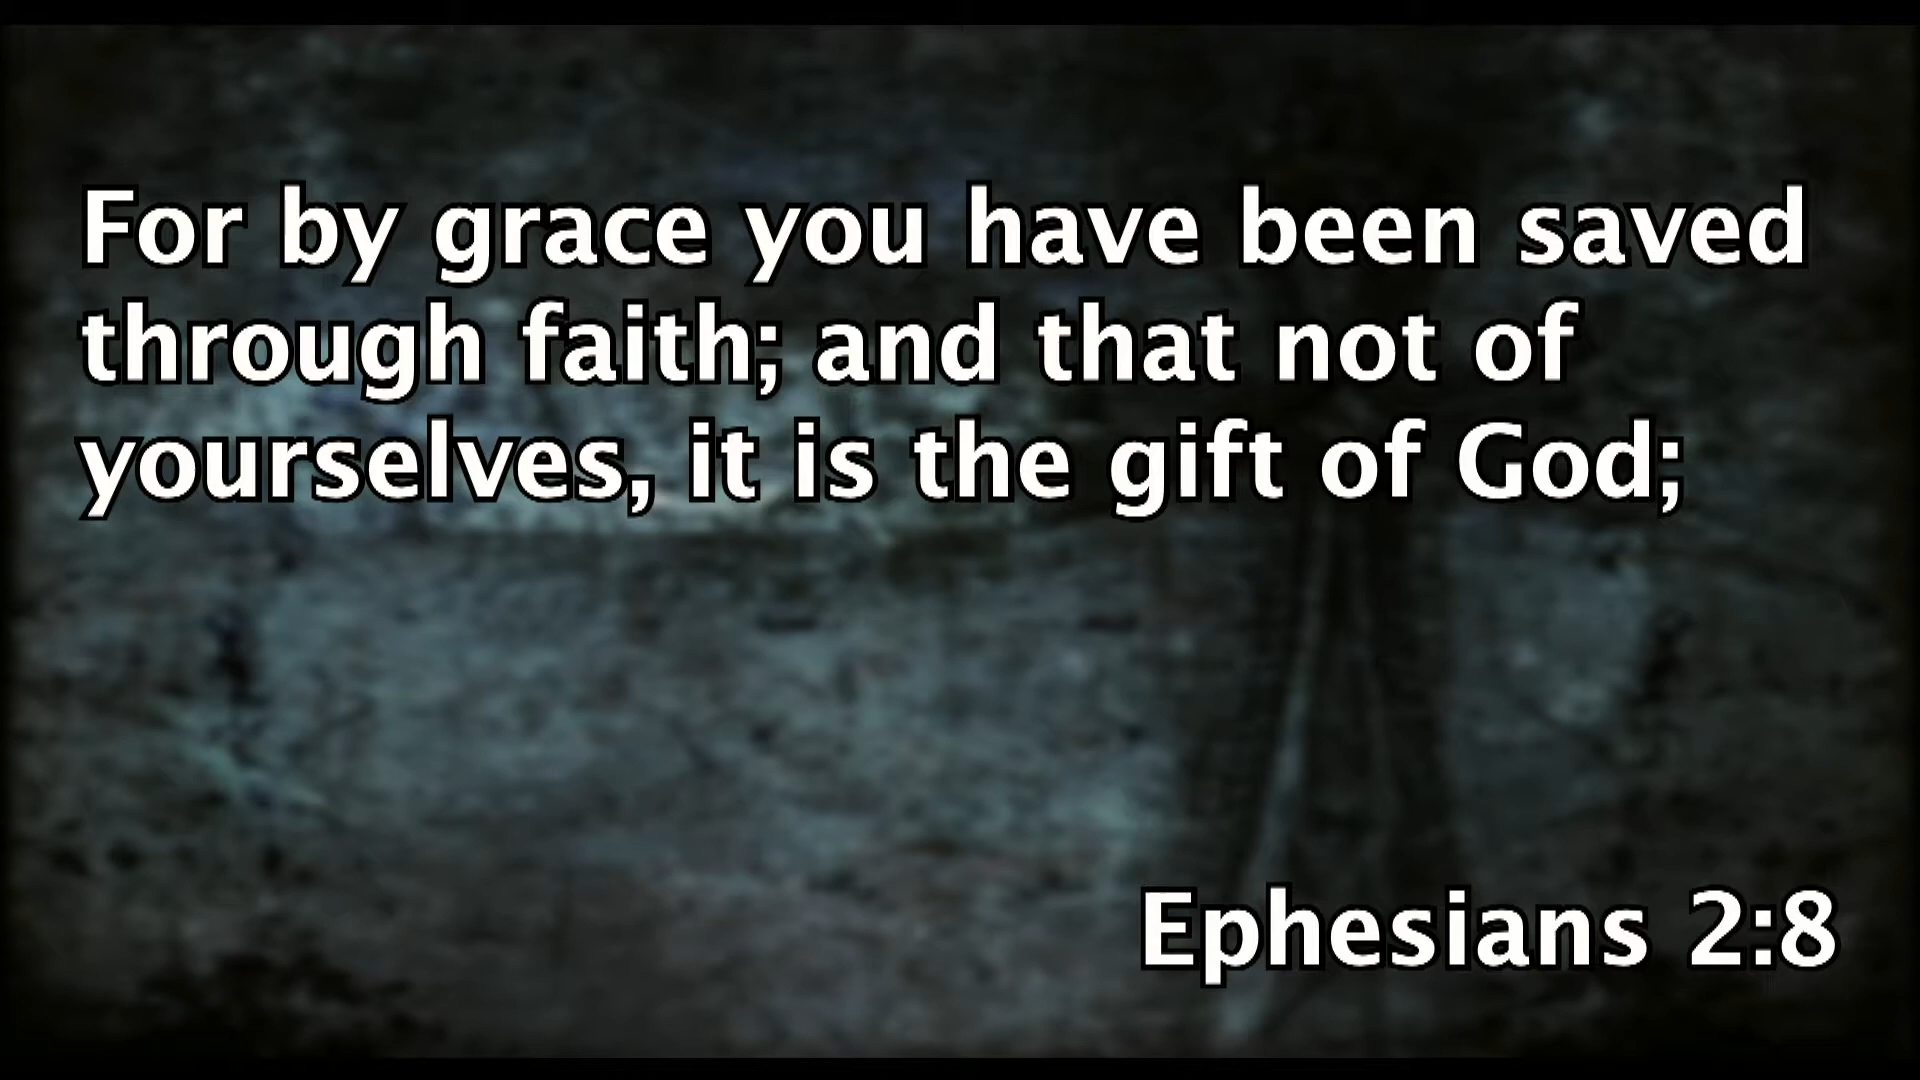 For by grace you have been saved
through faith; and that not of
yourselves, it is the gift of God;
Ephesians 2:8